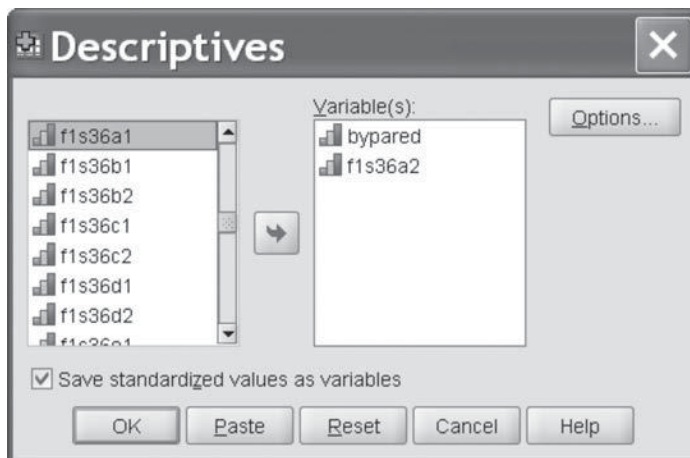 Descriptives
f1s36a1
f1s36b1
f1s36b2
f1s36c1
f1s36c2
f1s36d1
f1s36d2
f1s36e1
Variable(s):
bypared
f1s36a2
Options...
Save standardized values as variables
OK Paste Reset Cancel Help